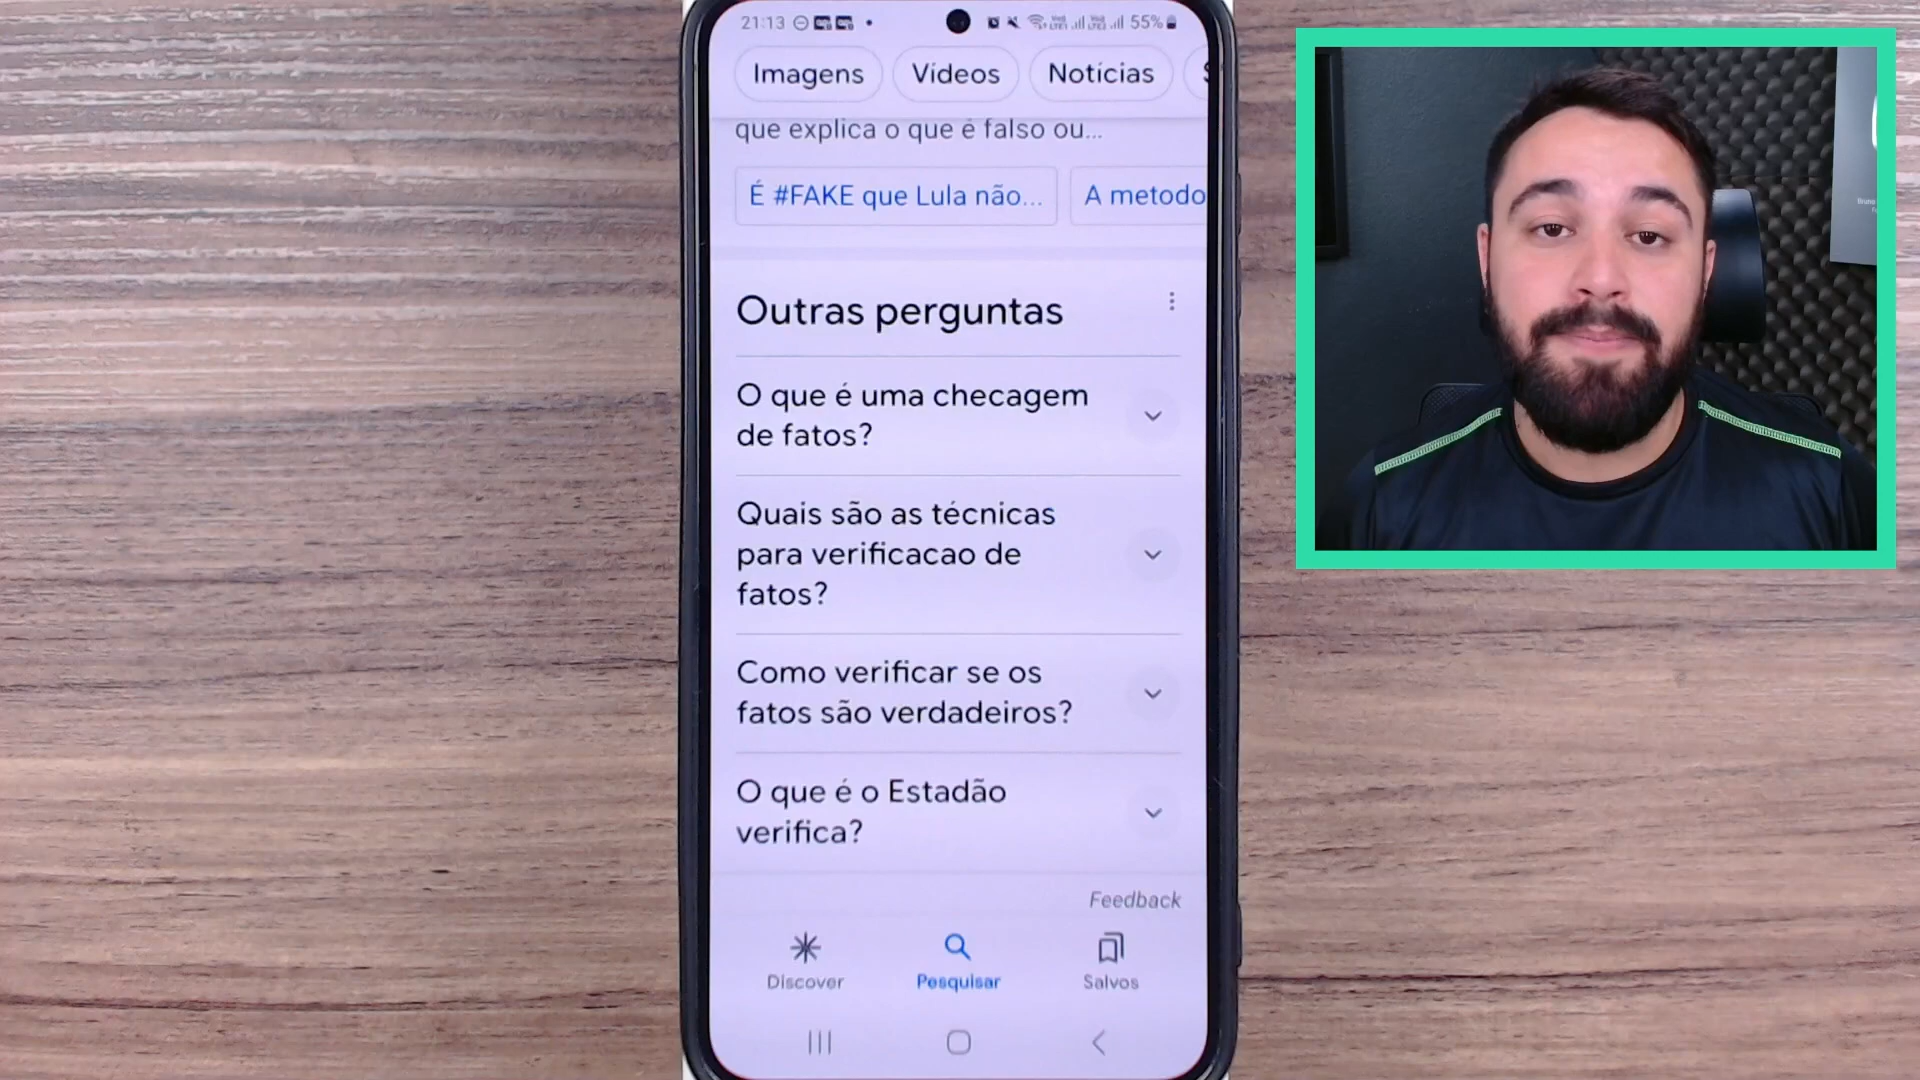 21:13
55%
Imagens Vídeos Notícias
que explica o que é falso ou...
É #FAKE que Lula não... A metodo
Outras perguntas
O que é uma checagem
de fatos?
Quais são as técnicas
para verificacao de
fatos?
Como verificar se os
fatos são verdadeiros?
O que é o Estadão
verifica?
Feedback
Discover Pesquisar Salvos